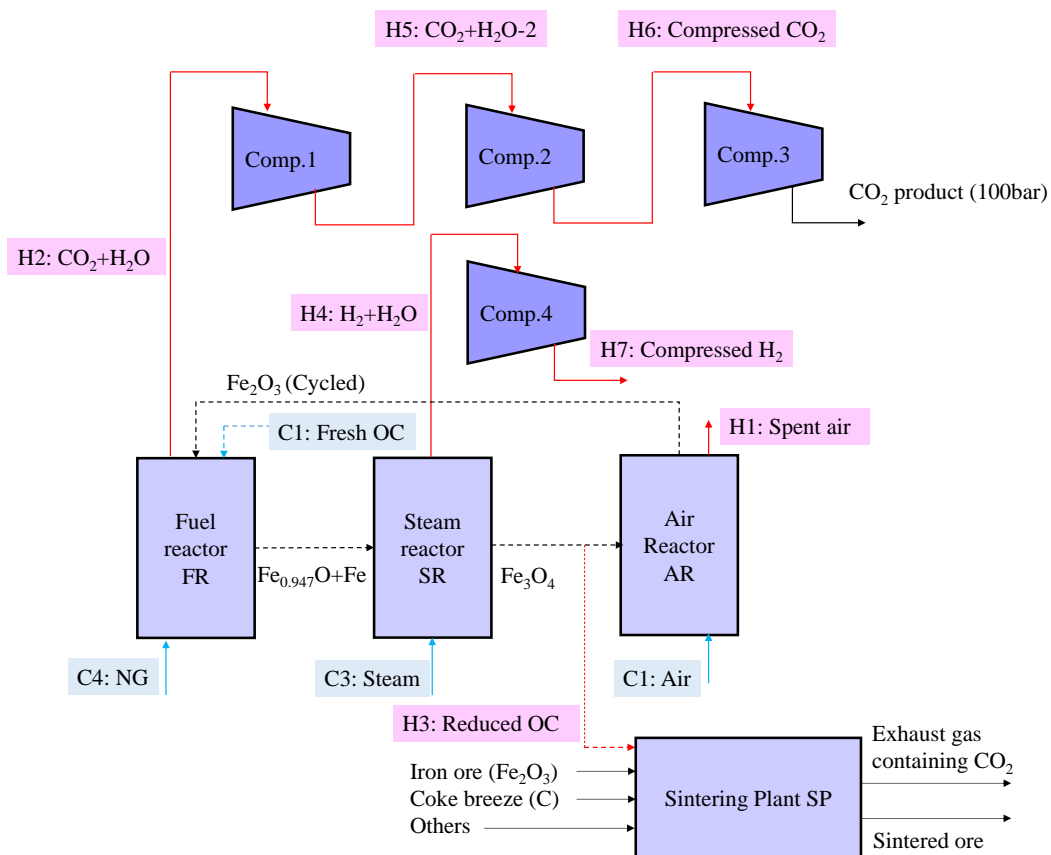 H5: CO₂+H₂O-2
H6: Compressed CO₂
Comp.1
Comp.2
Comp.3
CO₂ product (100bar)
H2: CO₂+H₂O
H4: H₂+H₂O
Comp.4
H7: Compressed H₂
Fe₂O₃ (Cycled)
C1: Fresh OC
H1: Spent air
Fuel
reactor
FR
Steam
reactor
SR
Air
Reactor
AR
Fe₀.₉₄₇O+Fe
Fe₃O₄
C4: NG
C3: Steam
C1: Air
H3: Reduced OC
Exhaust gas
containing CO₂
Iron ore (Fe₂O₃)
Coke breeze (C)
Others
Sintering Plant SP
Sintered ore